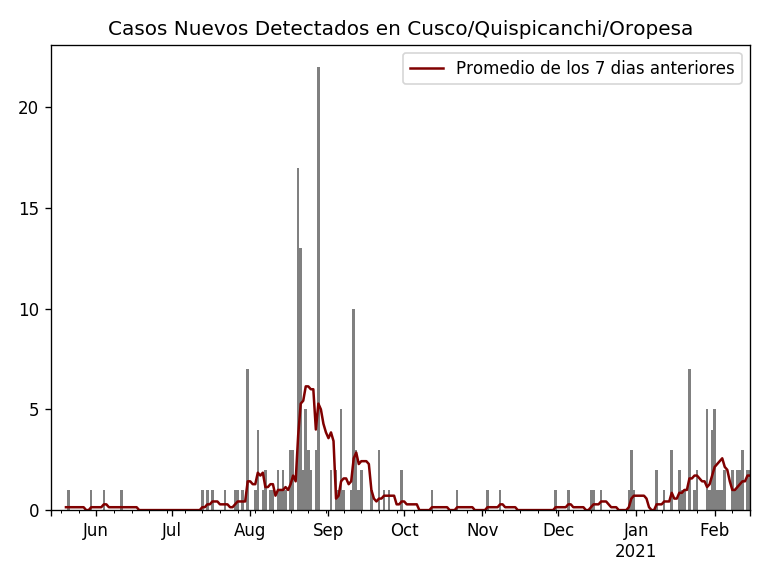 Casos Nuevos Detectados en Cusco/Quispicanchi/Oropesa
Promedio de los 7 dias anteriores
20
15
10
5
0
Jun Jul Aug Sep Oct Nov Dec Jan Feb
2021